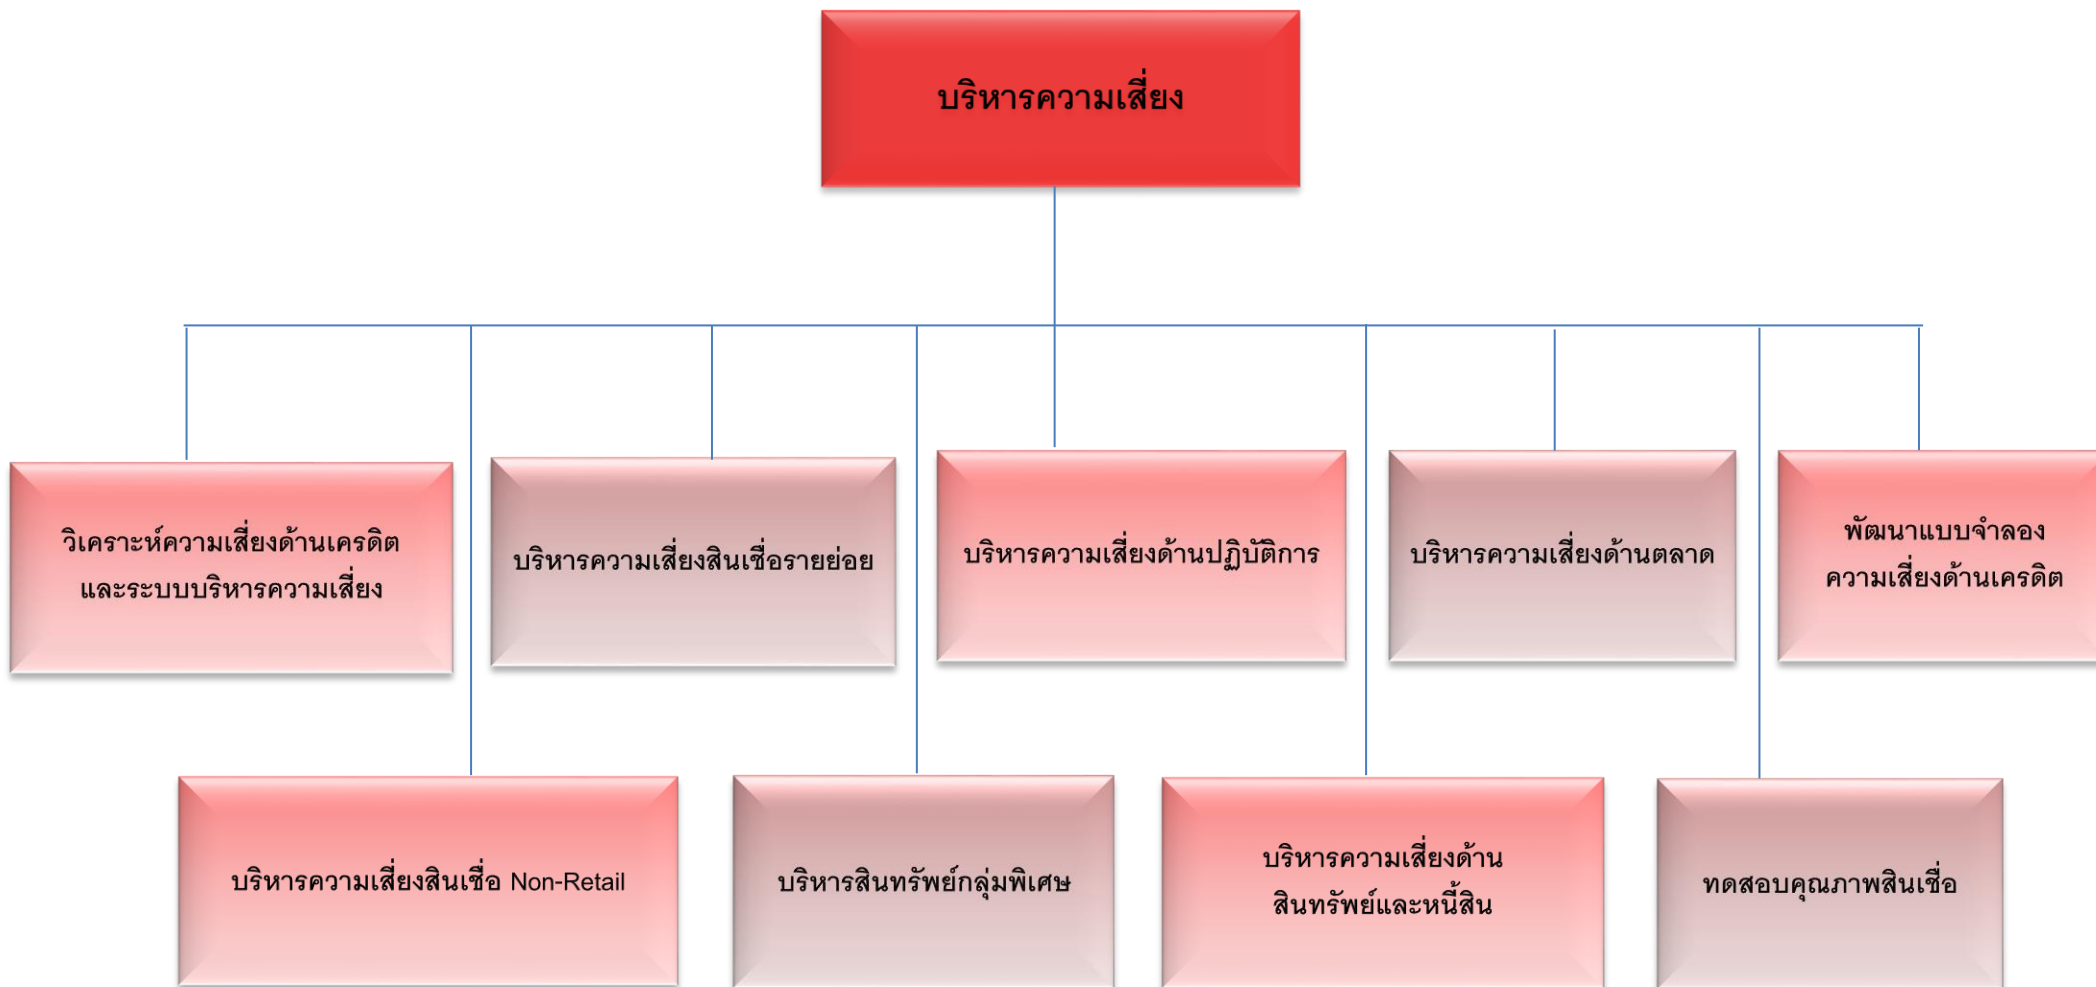 บริหารความเสี่ยง
วิเคราะห์ความเสี่ยงด้านเครดิต
และระบบบริหารความเสี่ยง
บริหารความเสี่ยงสินเชื่อรายย่อย
บริหารความเสี่ยงด้านปฏิบัติการ
บริหารความเสี่ยงด้านตลาด
พัฒนาแบบจำลอง
ความเสี่ยงด้านเครดิต
บริหารความเสี่ยงสินเชื่อ Non-Retail
บริหารสินทรัพย์กลุ่มพิเศษ
บริหารความเสี่ยงด้าน
สินทรัพย์และหนี้สิน
ทดสอบคุณภาพสินเชื่อ